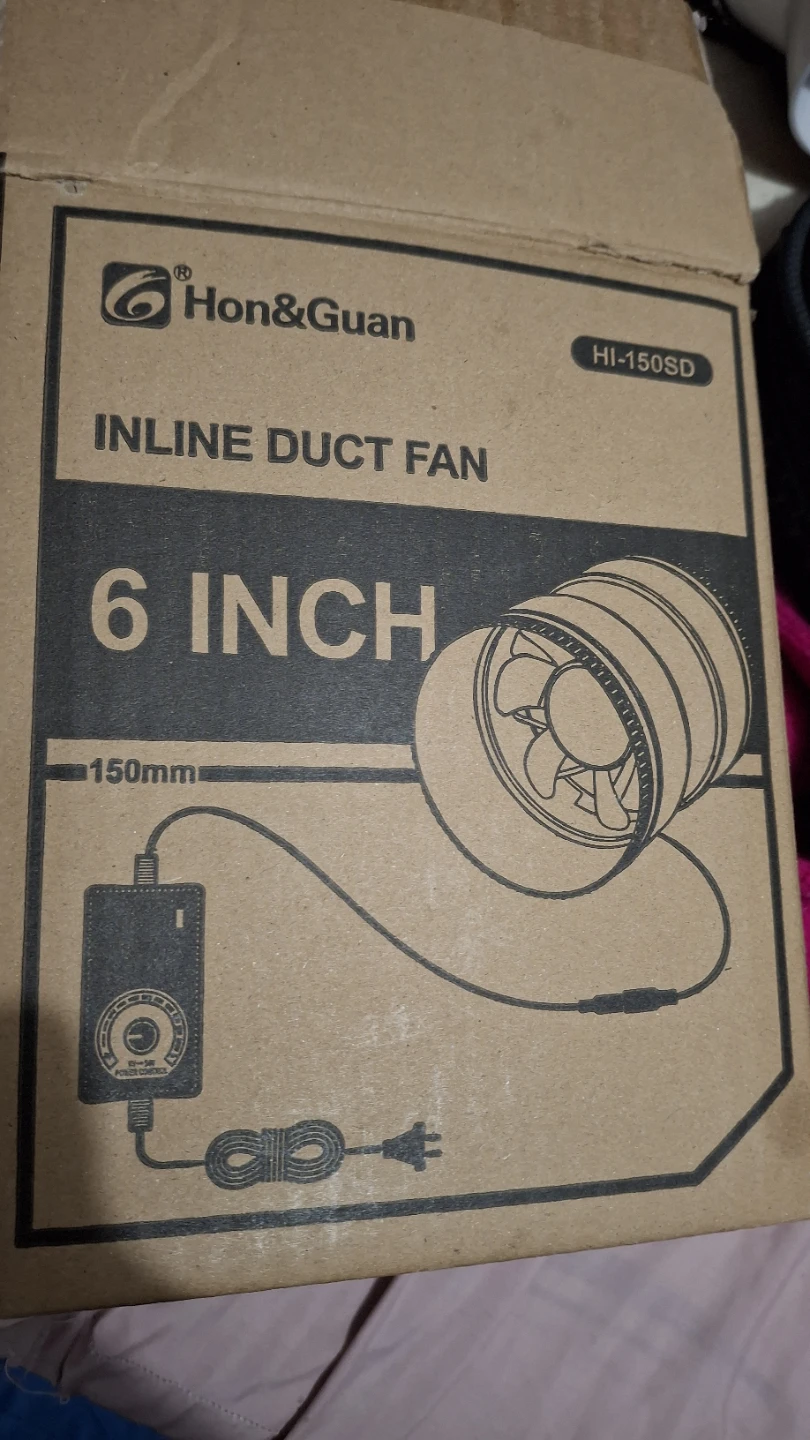 ® Hon&Guan
HI-150SD
INLINE DUCT FAN
6 INCH
150mm
POWER CONTROL